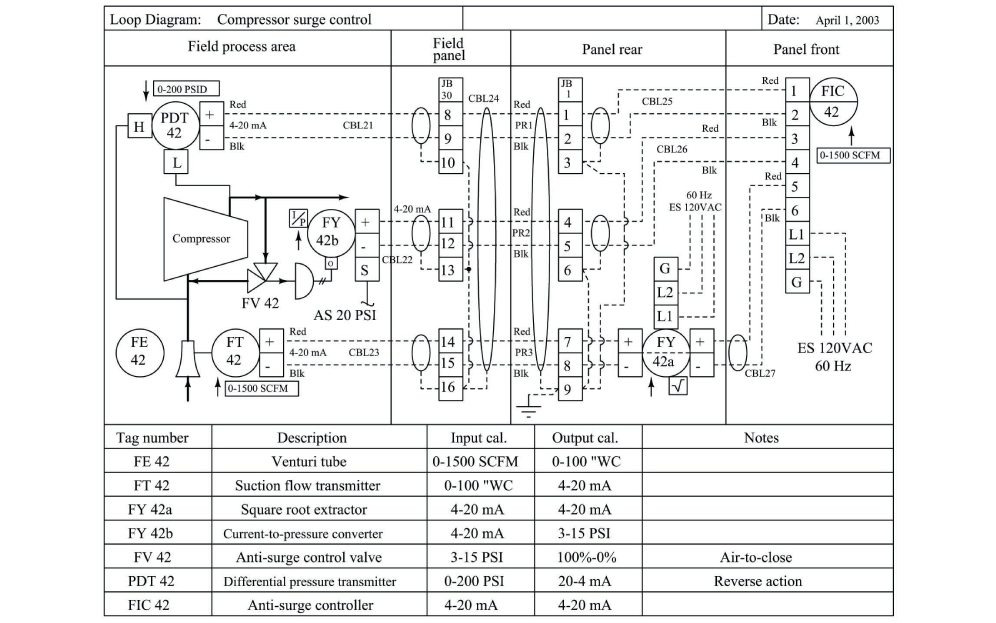 Loop Diagram: Compressor surge control
Date: April 1, 2003
Field process area
Field panel
Panel rear
Panel front
0-200 PSID
H
PDT 42
L
+
-
Red
4-20 mA
Blk
CBL21
JB 30
8
9
10
CBL24
Red
PR1
Blk
JB 1
1
2
3
CBL25
Red
Blk
1
2
3
4
5
6
L1
L2
G
FIC 42
0-1500 SCFM
Red
CBL26
Blk
Red
Blk
60 Hz
ES 120VAC
Compressor
I/P
FY 42b
O
+
-
S
4-20 mA
CBL22
11
12
13
Red
PR2
Blk
4
5
6
G
L2
L1
FV 42
AS 20 PSI
FE 42
FT 42
+
-
Red
4-20 mA
Blk
CBL23
0-1500 SCFM
14
15
16
Red
PR3
Blk
7
8
9
+
-
FY 42a
+
-
√
CBL27
ES 120VAC
60 Hz
Tag number Description Input cal. Output cal. Notes
FE 42 Venturi tube 0-1500 SCFM 0-100 "WC
FT 42 Suction flow transmitter 0-100 "WC 4-20 mA
FY 42a Square root extractor 4-20 mA 4-20 mA
FY 42b Current-to-pressure converter 4-20 mA 3-15 PSI
FV 42 Anti-surge control valve 3-15 PSI 100%-0% Air-to-close
PDT 42 Differential pressure transmitter 0-200 PSI 20-4 mA Reverse action
FIC 42 Anti-surge controller 4-20 mA 4-20 mA